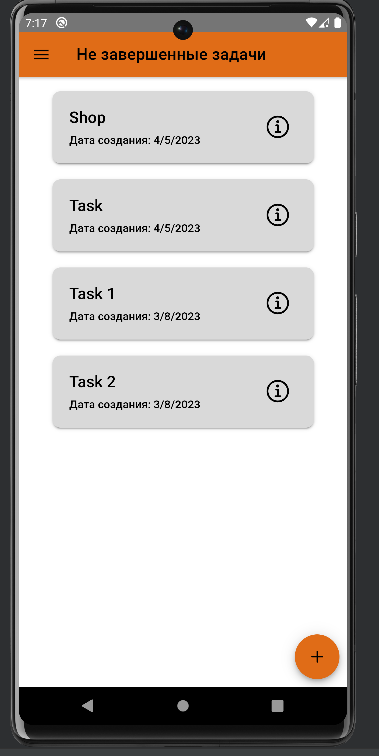 7:17
Не завершенные задачи
Shop
Дата создания: 4/5/2023
Task
Дата создания: 4/5/2023
Task 1
Дата создания: 3/8/2023
Task 2
Дата создания: 3/8/2023